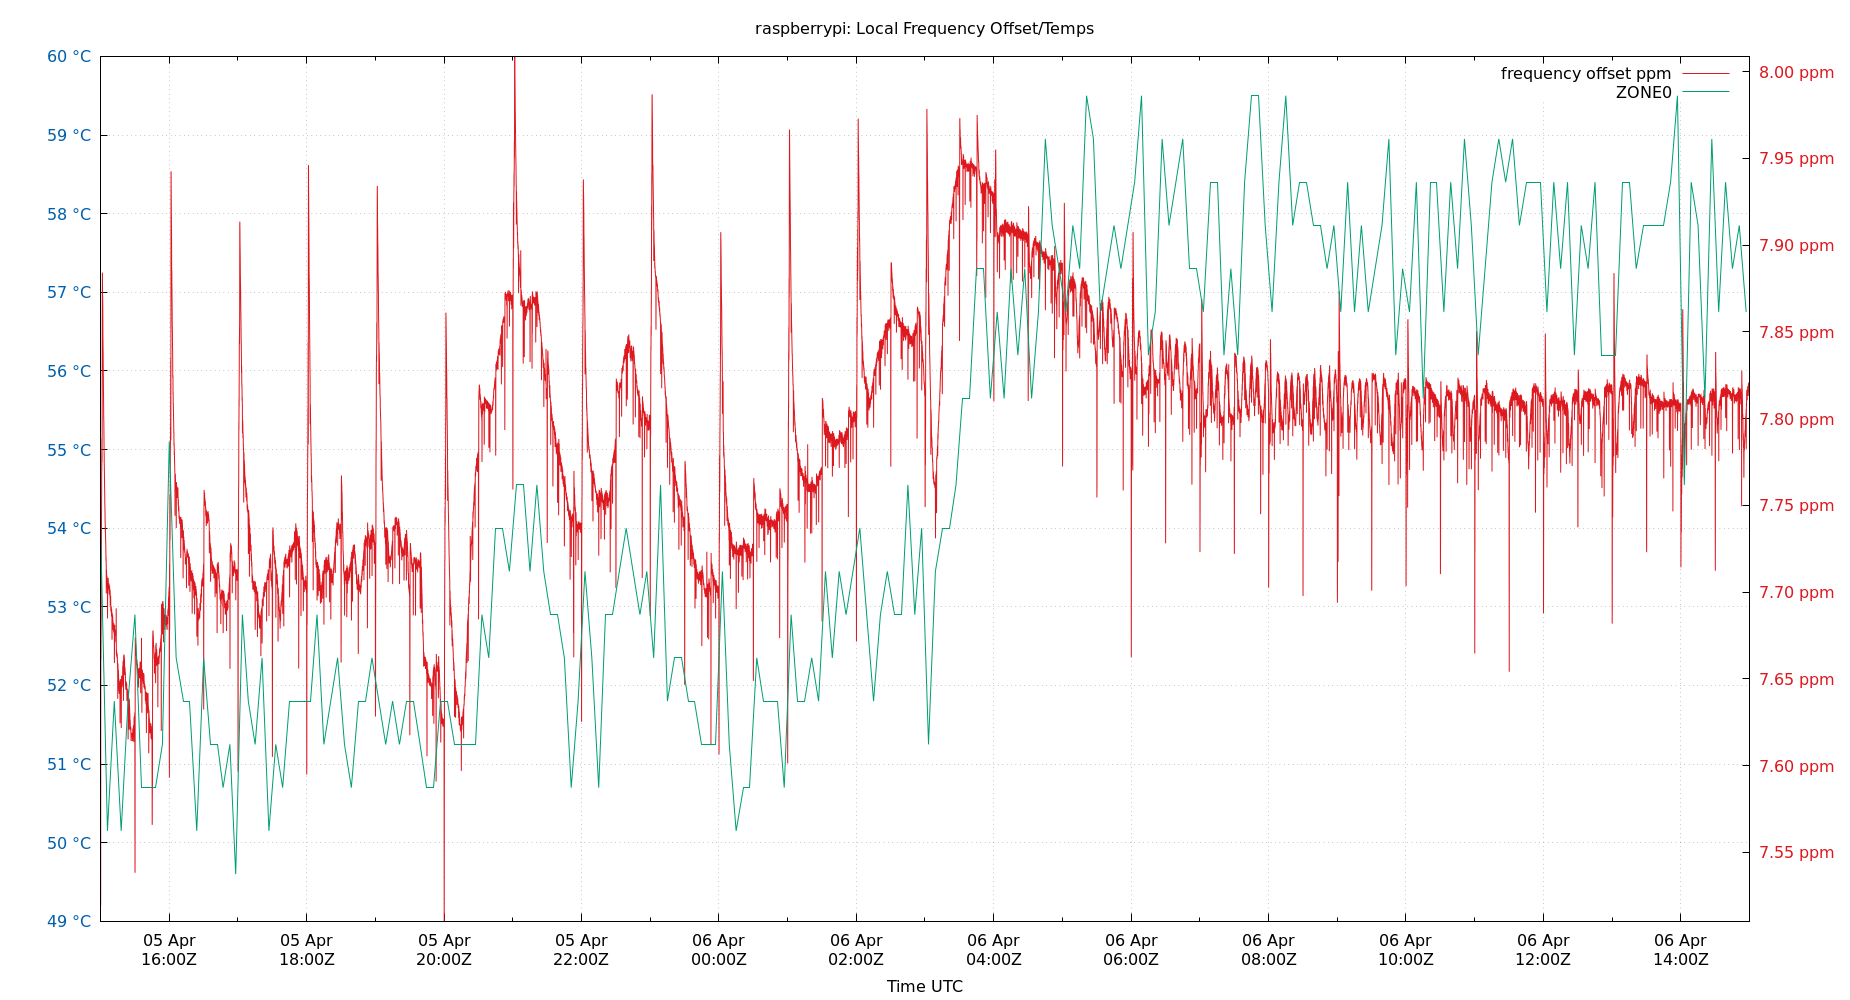 raspberrypi: Local Frequency Offset/Temps
60 °C
59 °C
58 °C
57 °C
56 °C
55 °C
54 °C
53 °C
52 °C
51 °C
50 °C
49 °C
frequency offset ppm
ZONE0
8.00 ppm
7.95 ppm
7.90 ppm
7.85 ppm
7.80 ppm
7.75 ppm
7.70 ppm
7.65 ppm
7.60 ppm
7.55 ppm
05 Apr
16:00Z
05 Apr
18:00Z
05 Apr
20:00Z
05 Apr
22:00Z
06 Apr
00:00Z
06 Apr
02:00Z
06 Apr
04:00Z
06 Apr
06:00Z
06 Apr
08:00Z
06 Apr
10:00Z
06 Apr
12:00Z
06 Apr
14:00Z
Time UTC